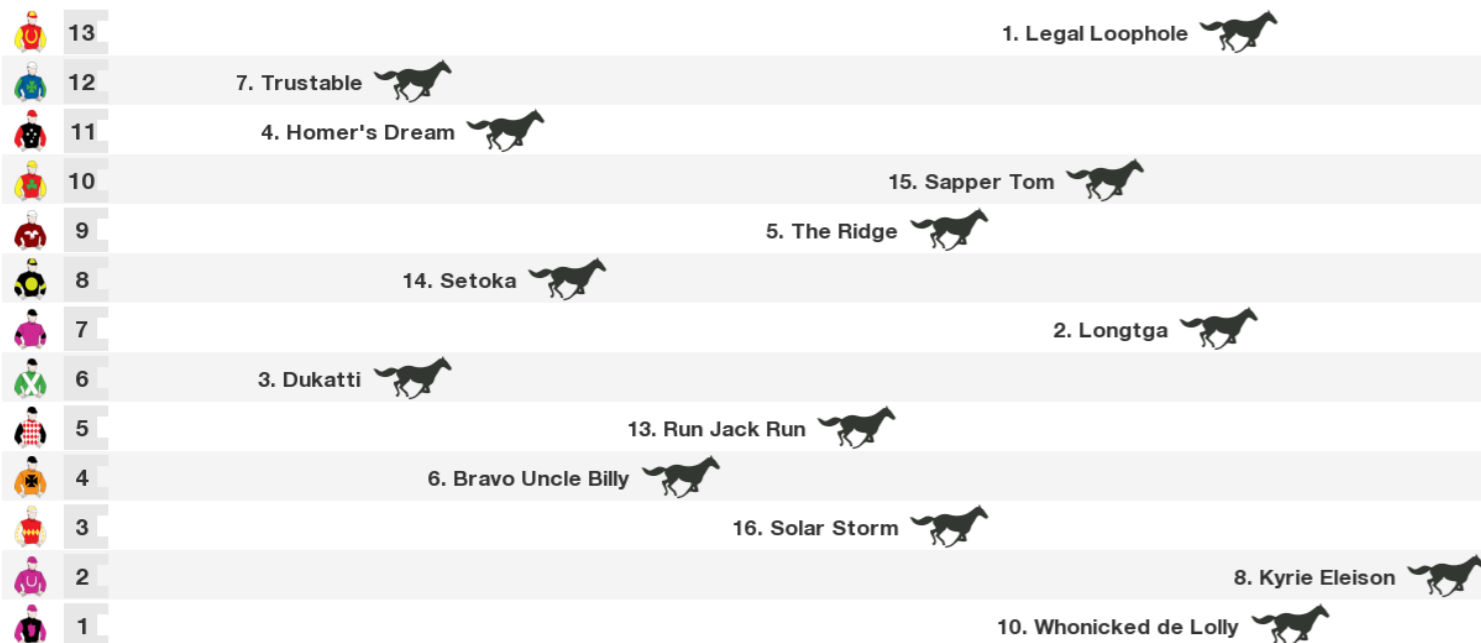 13 1. Legal Loophole
12 7. Trustable
11 4. Homer's Dream
10 15. Sapper Tom
9 5. The Ridge
8 14. Setoka
7 2. Longtga
6 3. Dukatti
5 13. Run Jack Run
4 6. Bravo Uncle Billy
3 16. Solar Storm
2 8. Kyrie Eleison
1 10. Whonicked de Lolly